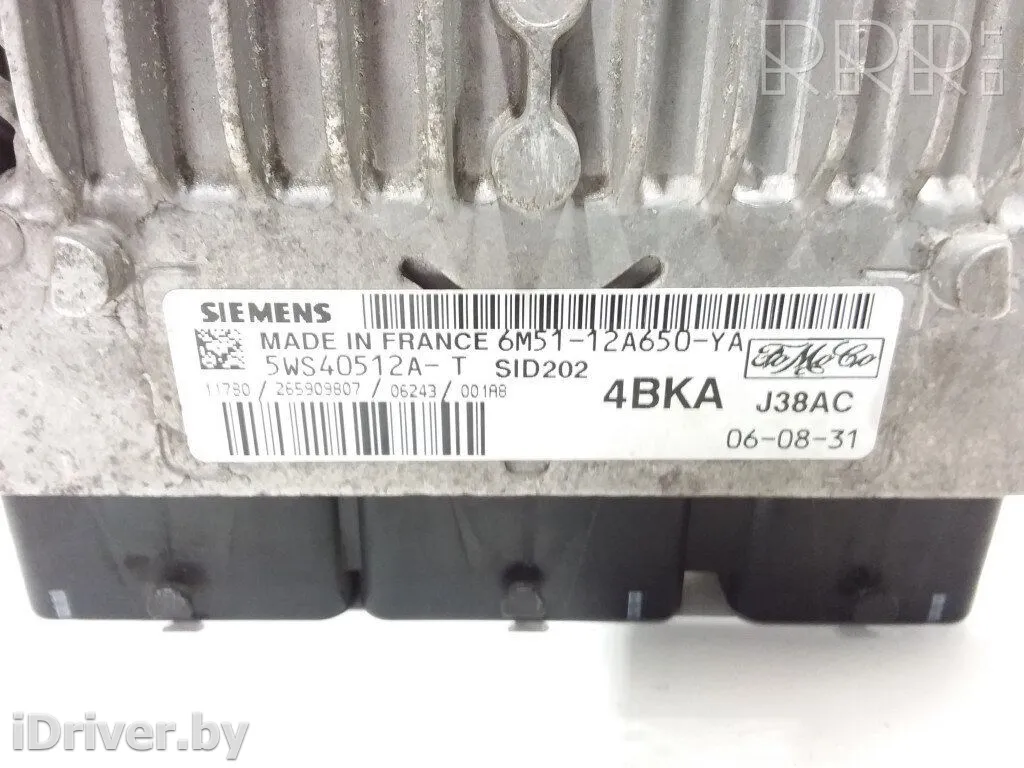 RRR
SIEMENS
MADE IN FRANCE 6M51-12A650-YA
5WS40512A-T SID202
FoMoCo
11780 / 265909807 / 06243 / 001A8
4BKA J38AC
06-08-31
iDriver.by